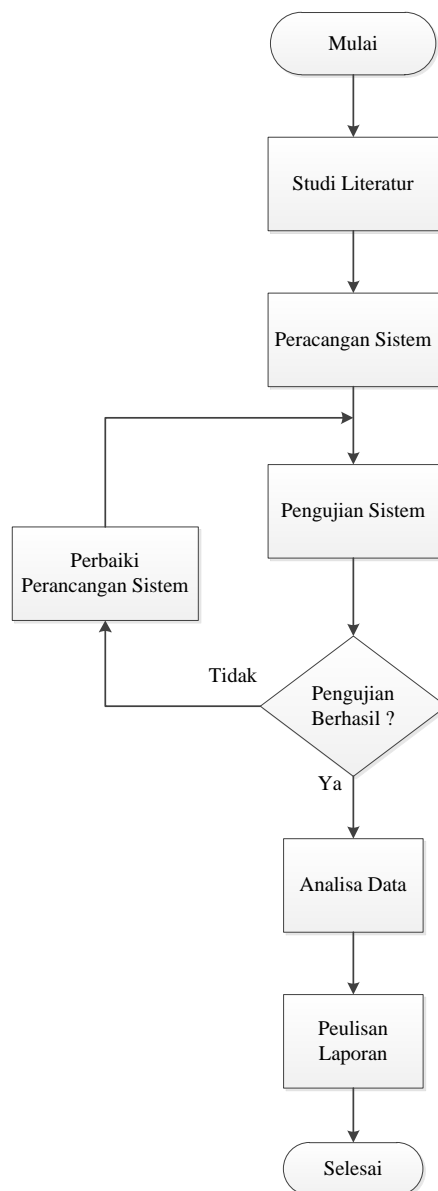 Mulai
Studi Literatur
Peracangan Sistem
Pengujian Sistem
Perbaiki
Perancangan Sistem
Tidak
Pengujian
Berhasil ?
Ya
Analisa Data
Peulisan
Laporan
Selesai